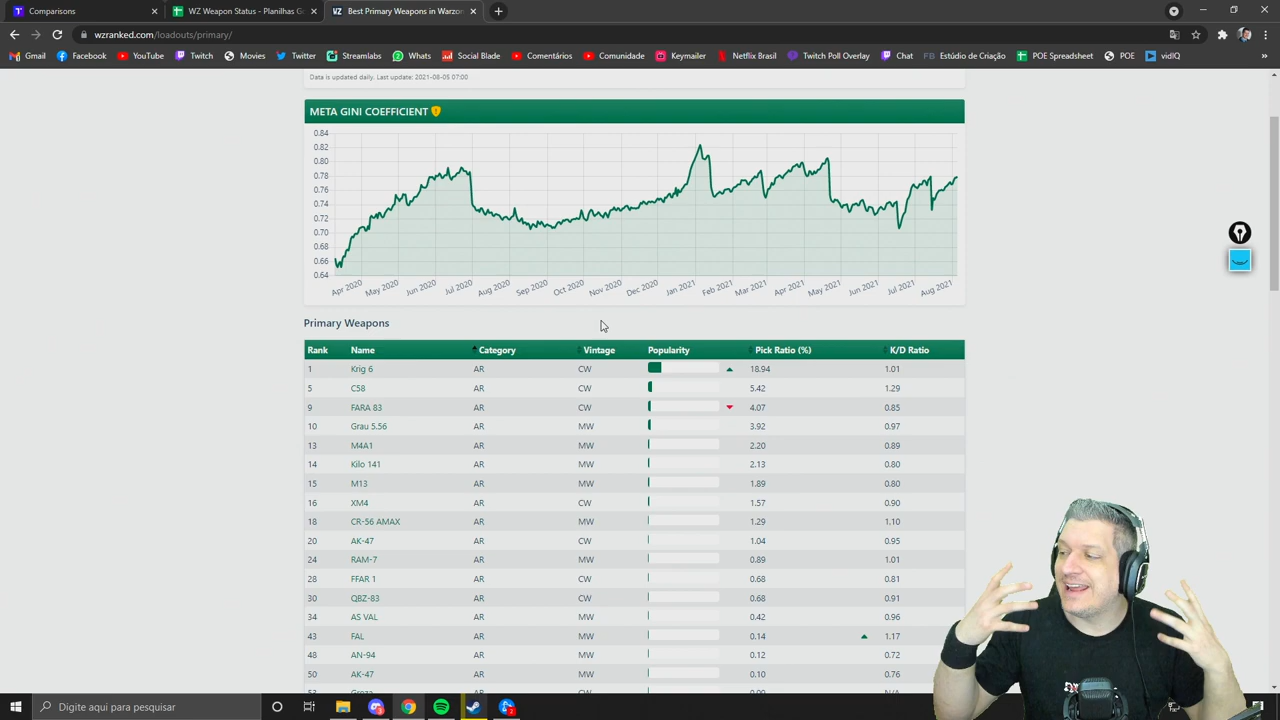 Comparisons
WZ Weapon Status - Planilhas Go
WZ Best Primary Weapons in Warzon
wzranked.com/loadouts/primary/
Gmail Facebook YouTube Twitch Movies Twitter Streamlabs Whats Social Blade Comentários Comunidade Keymailer Netflix Brasil Twitch Poll Overlay Chat FB Estúdio de Criação POE Spreadsheet POE vidIQ »
Data is updated daily. Last update: 2021-08-05 07:00
META GINI COEFFICIENT
0.84
0.82
0.80
0.78
0.76
0.74
0.72
0.70
0.68
0.66
0.64
Apr 2020 May 2020 Jun 2020 Jul 2020 Aug 2020 Sep 2020 Oct 2020 Nov 2020 Dec 2020 Jan 2021 Feb 2021 Mar 2021 Apr 2021 May 2021 Jun 2021 Jul 2021 Aug 2021
Primary Weapons
Rank Name Category Vintage Popularity Pick Ratio (%) K/D Ratio
1 Krig 6 AR CW 18.94 1.01
5 C58 AR CW 5.42 1.29
9 FARA 83 AR CW 4.07 0.85
10 Grau 5.56 AR MW 3.92 0.97
13 M4A1 AR MW 2.20 0.89
14 Kilo 141 AR MW 2.13 0.80
15 M13 AR MW 1.89 0.80
16 XM4 AR CW 1.57 0.90
18 CR-56 AMAX AR MW 1.29 1.10
20 AK-47 AR CW 1.04 0.95
24 RAM-7 AR MW 0.89 1.01
28 FFAR 1 AR CW 0.68 0.81
30 QBZ-83 AR CW 0.68 0.91
34 AS VAL AR MW 0.42 0.96
43 FAL AR MW 0.14 1.17
48 AN-94 AR MW 0.12 0.72
50 AK-47 AR MW 0.10 0.76
Digite aqui para pesquisar